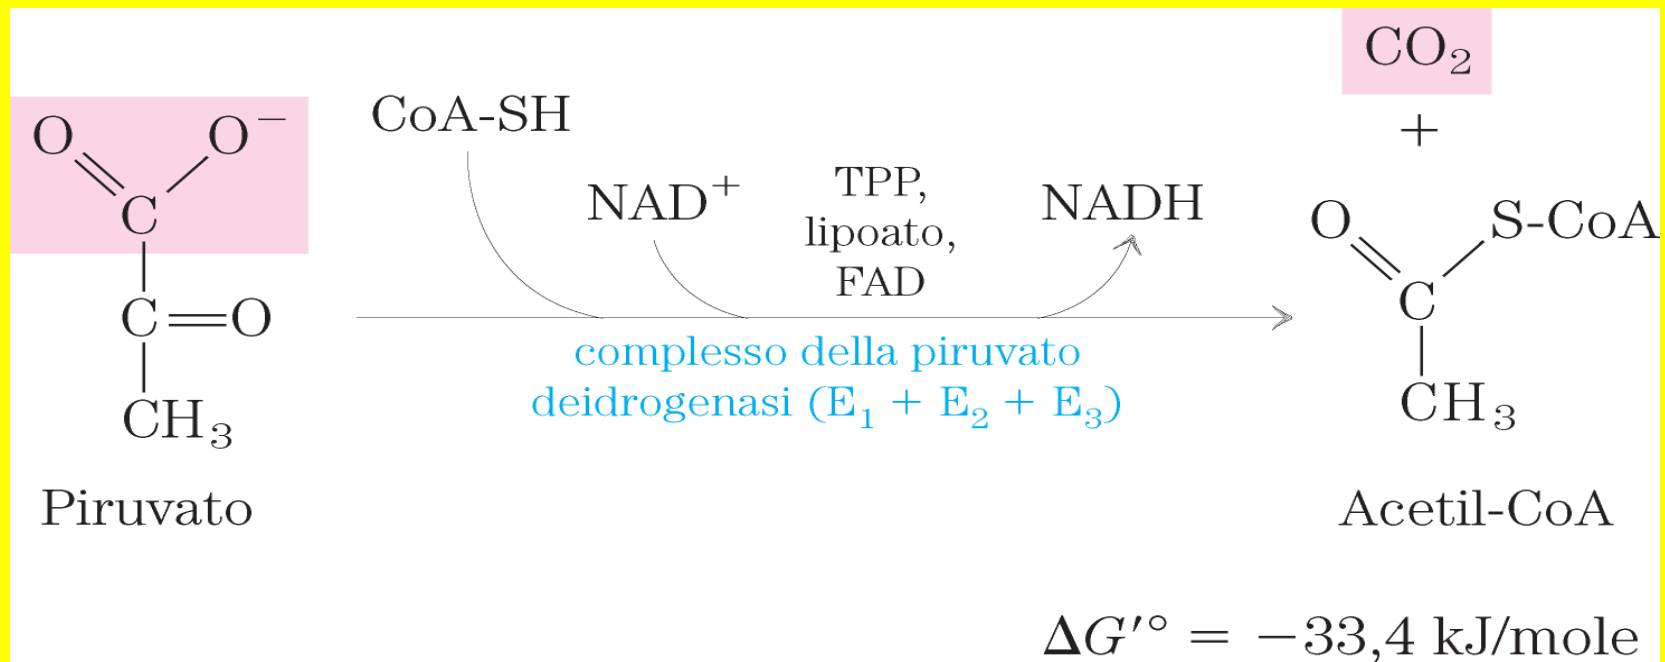 CO₂
+
O O⁻
C
C=O
CH₃
Piruvato
CoA-SH
NAD⁺
TPP,
lipoato,
FAD
NADH
complesso della piruvato
deidrogenasi (E₁ + E₂ + E₃)
O S-CoA
C
CH₃
Acetil-CoA
ΔG′° = −33,4 kJ/mole